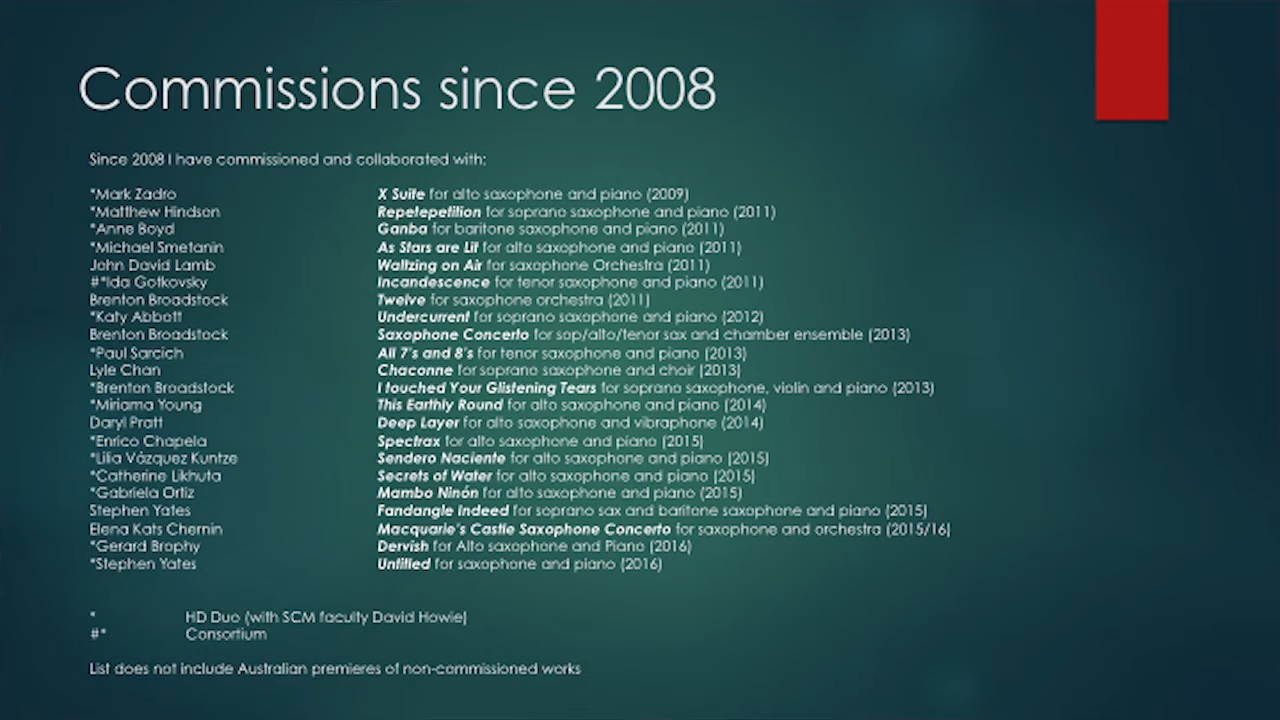 Commissions since 2008
Since 2008 I have commissioned and collaborated with:
*Mark Zadro X Suite for alto saxophone and piano (2009)
*Matthew Hindson Repetepetition for soprano saxophone and piano (2011)
*Anne Boyd Ganba for baritone saxophone and piano (2011)
*Michael Smetanin As Stars are Lit for alto saxophone and piano (2011)
John David Lamb Waltzing on Air for saxophone Orchestra (2011)
#*Ida Gotkovsky Incandescence for tenor saxophone and piano (2011)
Brenton Broadstock Twelve for saxophone orchestra (2011)
*Katy Abbott Undercurrent for soprano saxophone and piano (2012)
Brenton Broadstock Saxophone Concerto for sop/alto/tenor sax and chamber ensemble (2013)
*Paul Sarcich All 7's and 8's for tenor saxophone and piano (2013)
Lyle Chan Chaconne for soprano saxophone and choir (2013)
*Brenton Broadstock I touched Your Glistening Tears for soprano saxophone, violin and piano (2013)
*Miriama Young This Earthly Round for alto saxophone and piano (2014)
Daryl Pratt Deep Layer for alto saxophone and vibraphone (2014)
*Enrico Chapela Spectrax for alto saxophone and piano (2015)
*Lilia Vázquez Kuntze Sendero Naciente for alto saxophone and piano (2015)
*Catherine Likhuta Secrets of Water for alto saxophone and piano (2015)
*Gabriela Ortiz Mambo Ninón for alto saxophone and piano (2015)
Stephen Yates Fandangle Indeed for soprano sax and baritone saxophone and piano (2015)
Elena Kats Chernin Macquarie's Castle Saxophone Concerto for saxophone and orchestra (2015/16)
*Gerard Brophy Dervish for Alto saxophone and Piano (2016)
*Stephen Yates Untitled for saxophone and piano (2016)
* HD Duo (with SCM faculty David Howie)
#* Consortium
List does not include Australian premieres of non-commissioned works